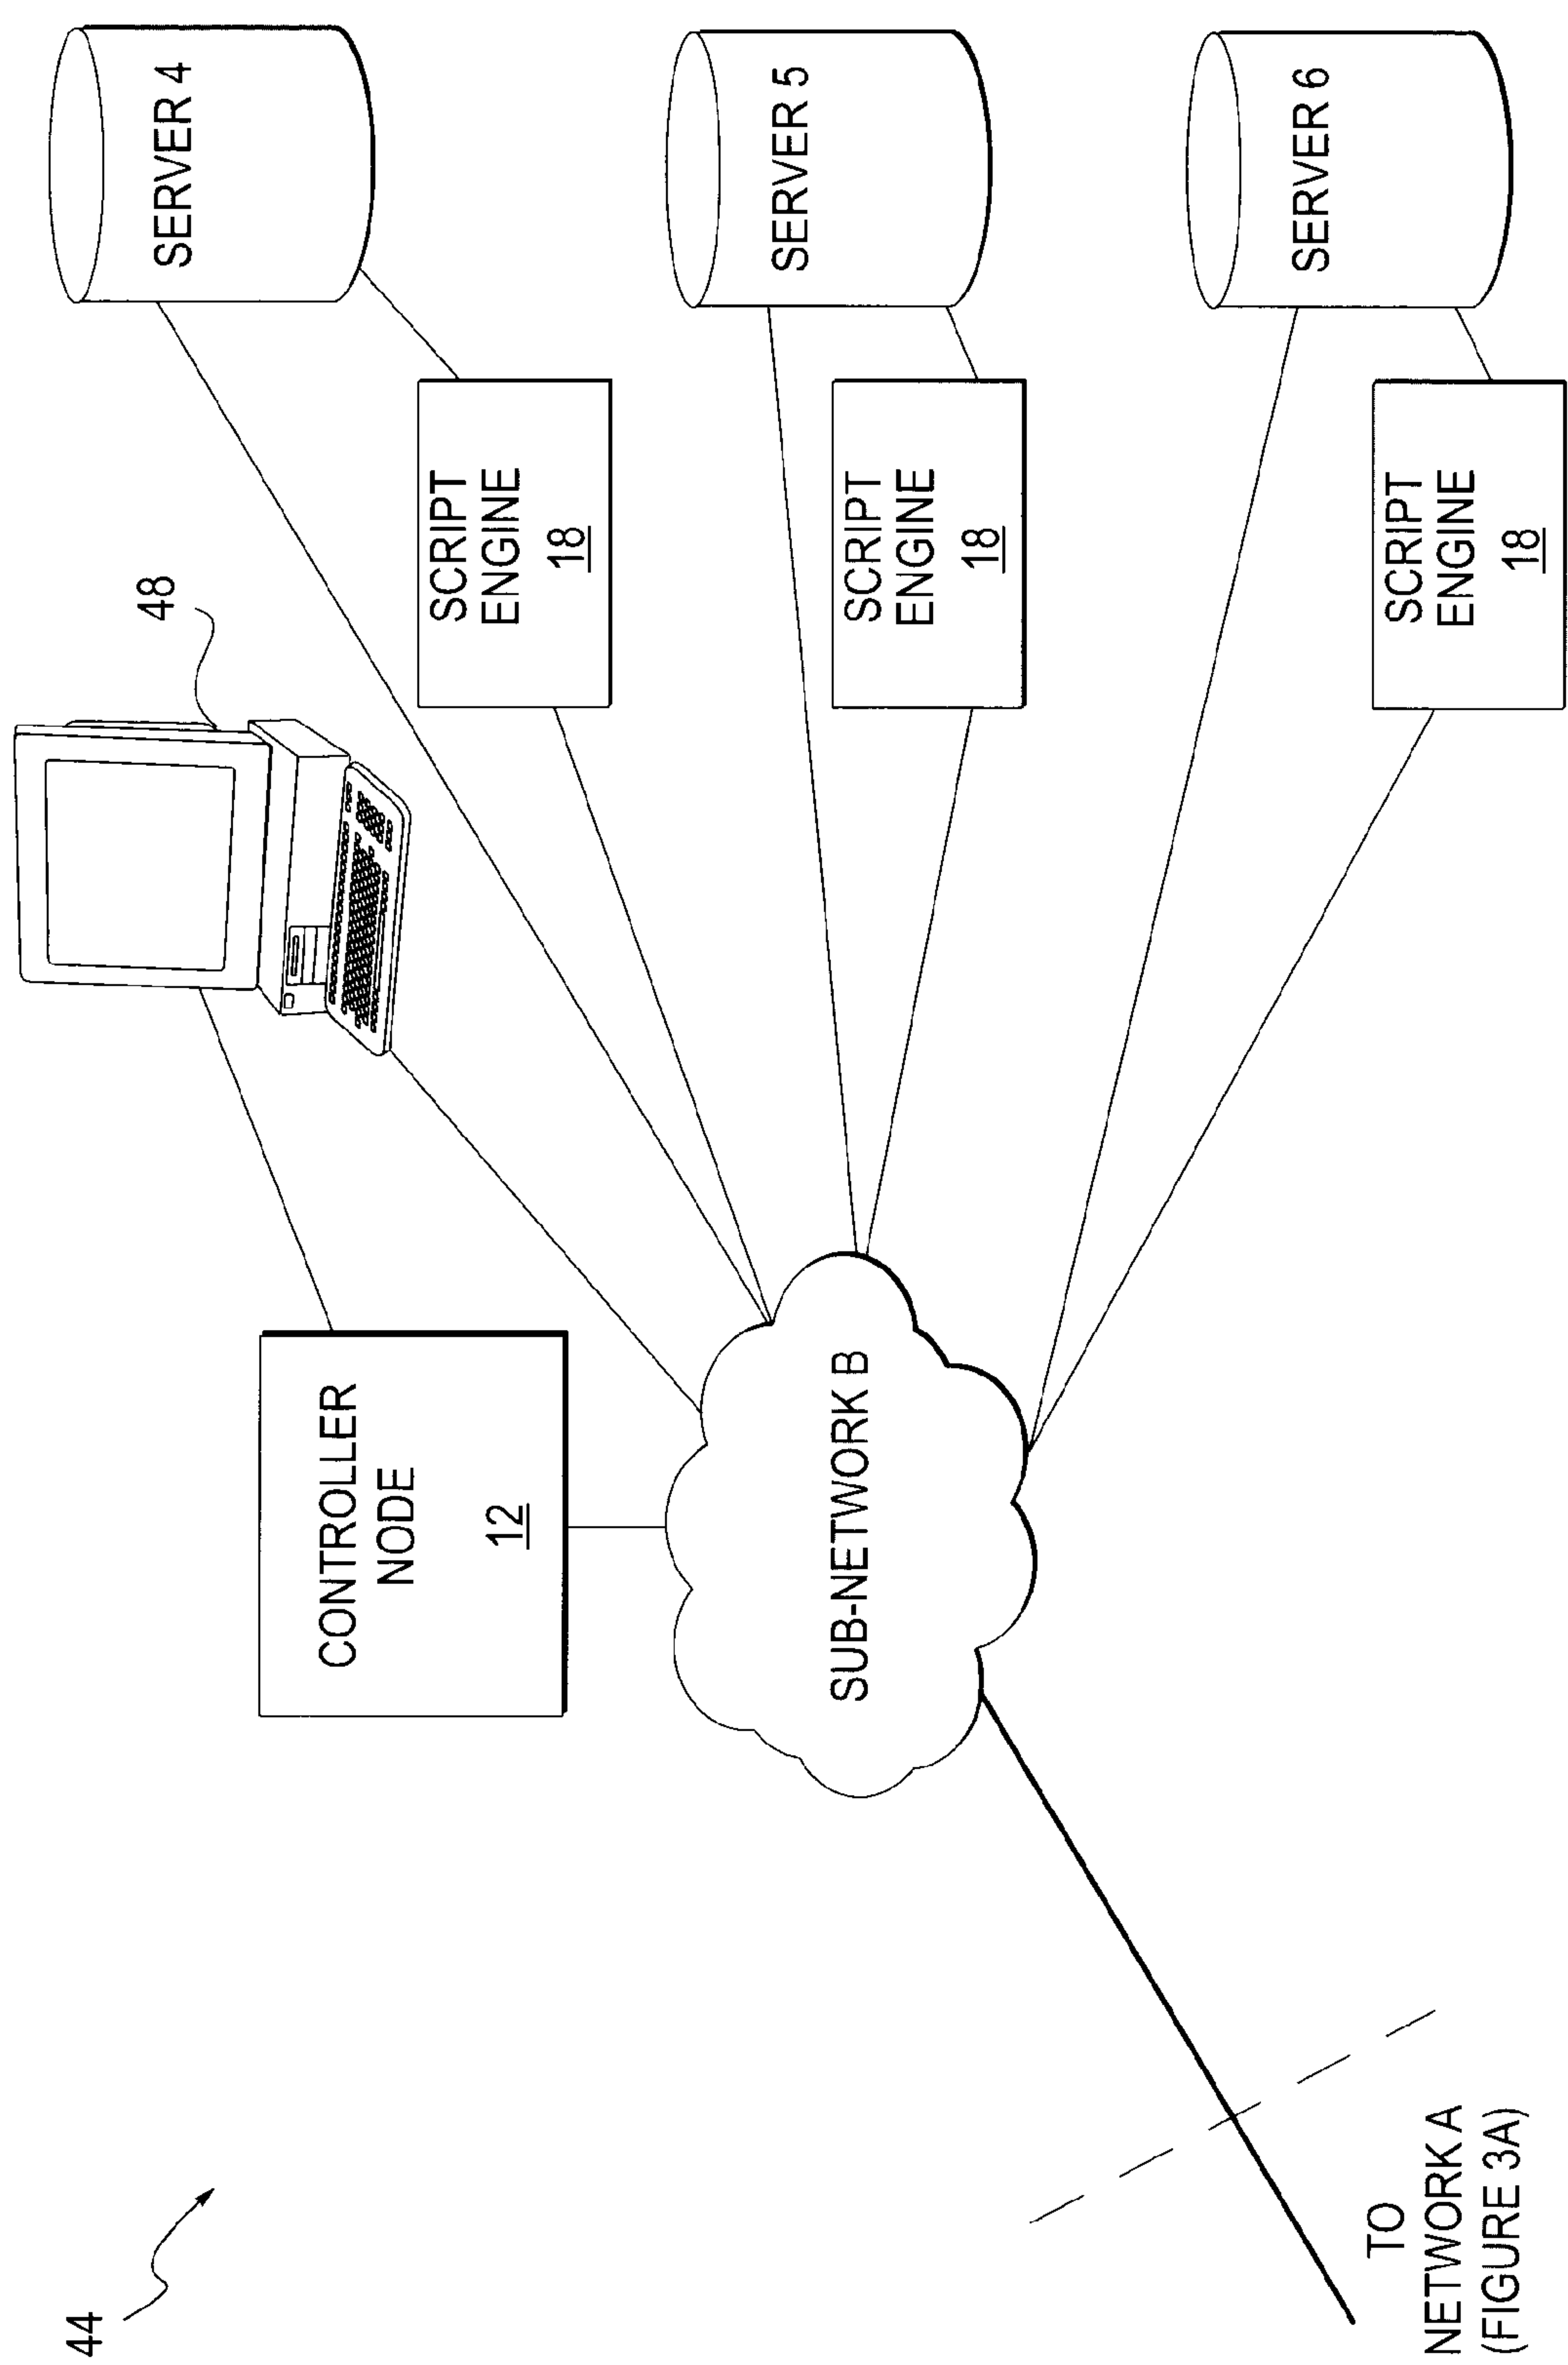 44
48
CONTROLLER
NODE
12
SERVER 4
SCRIPT
ENGINE
18
SUB-NETWORK B
SERVER 5
SCRIPT
ENGINE
18
SERVER 6
SCRIPT
ENGINE
18
TO
NETWORK A
(FIGURE 3A)